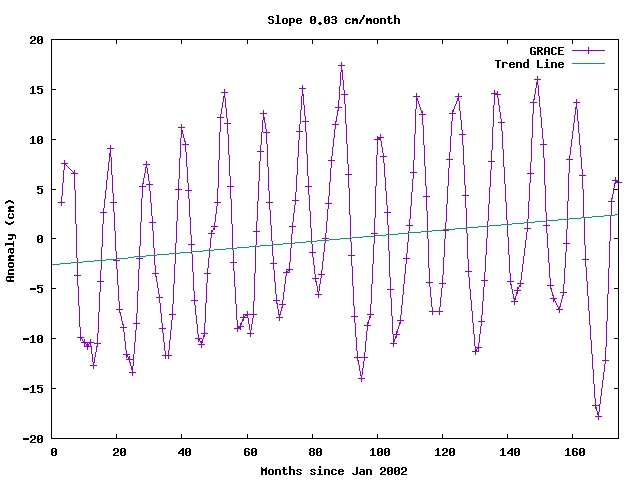 Slope 0.03 cm/month
GRACE
Trend Line
20
15
10
5
0
-5
-10
-15
-20
Anomaly (cm)
0 20 40 60 80 100 120 140 160
Months since Jan 2002